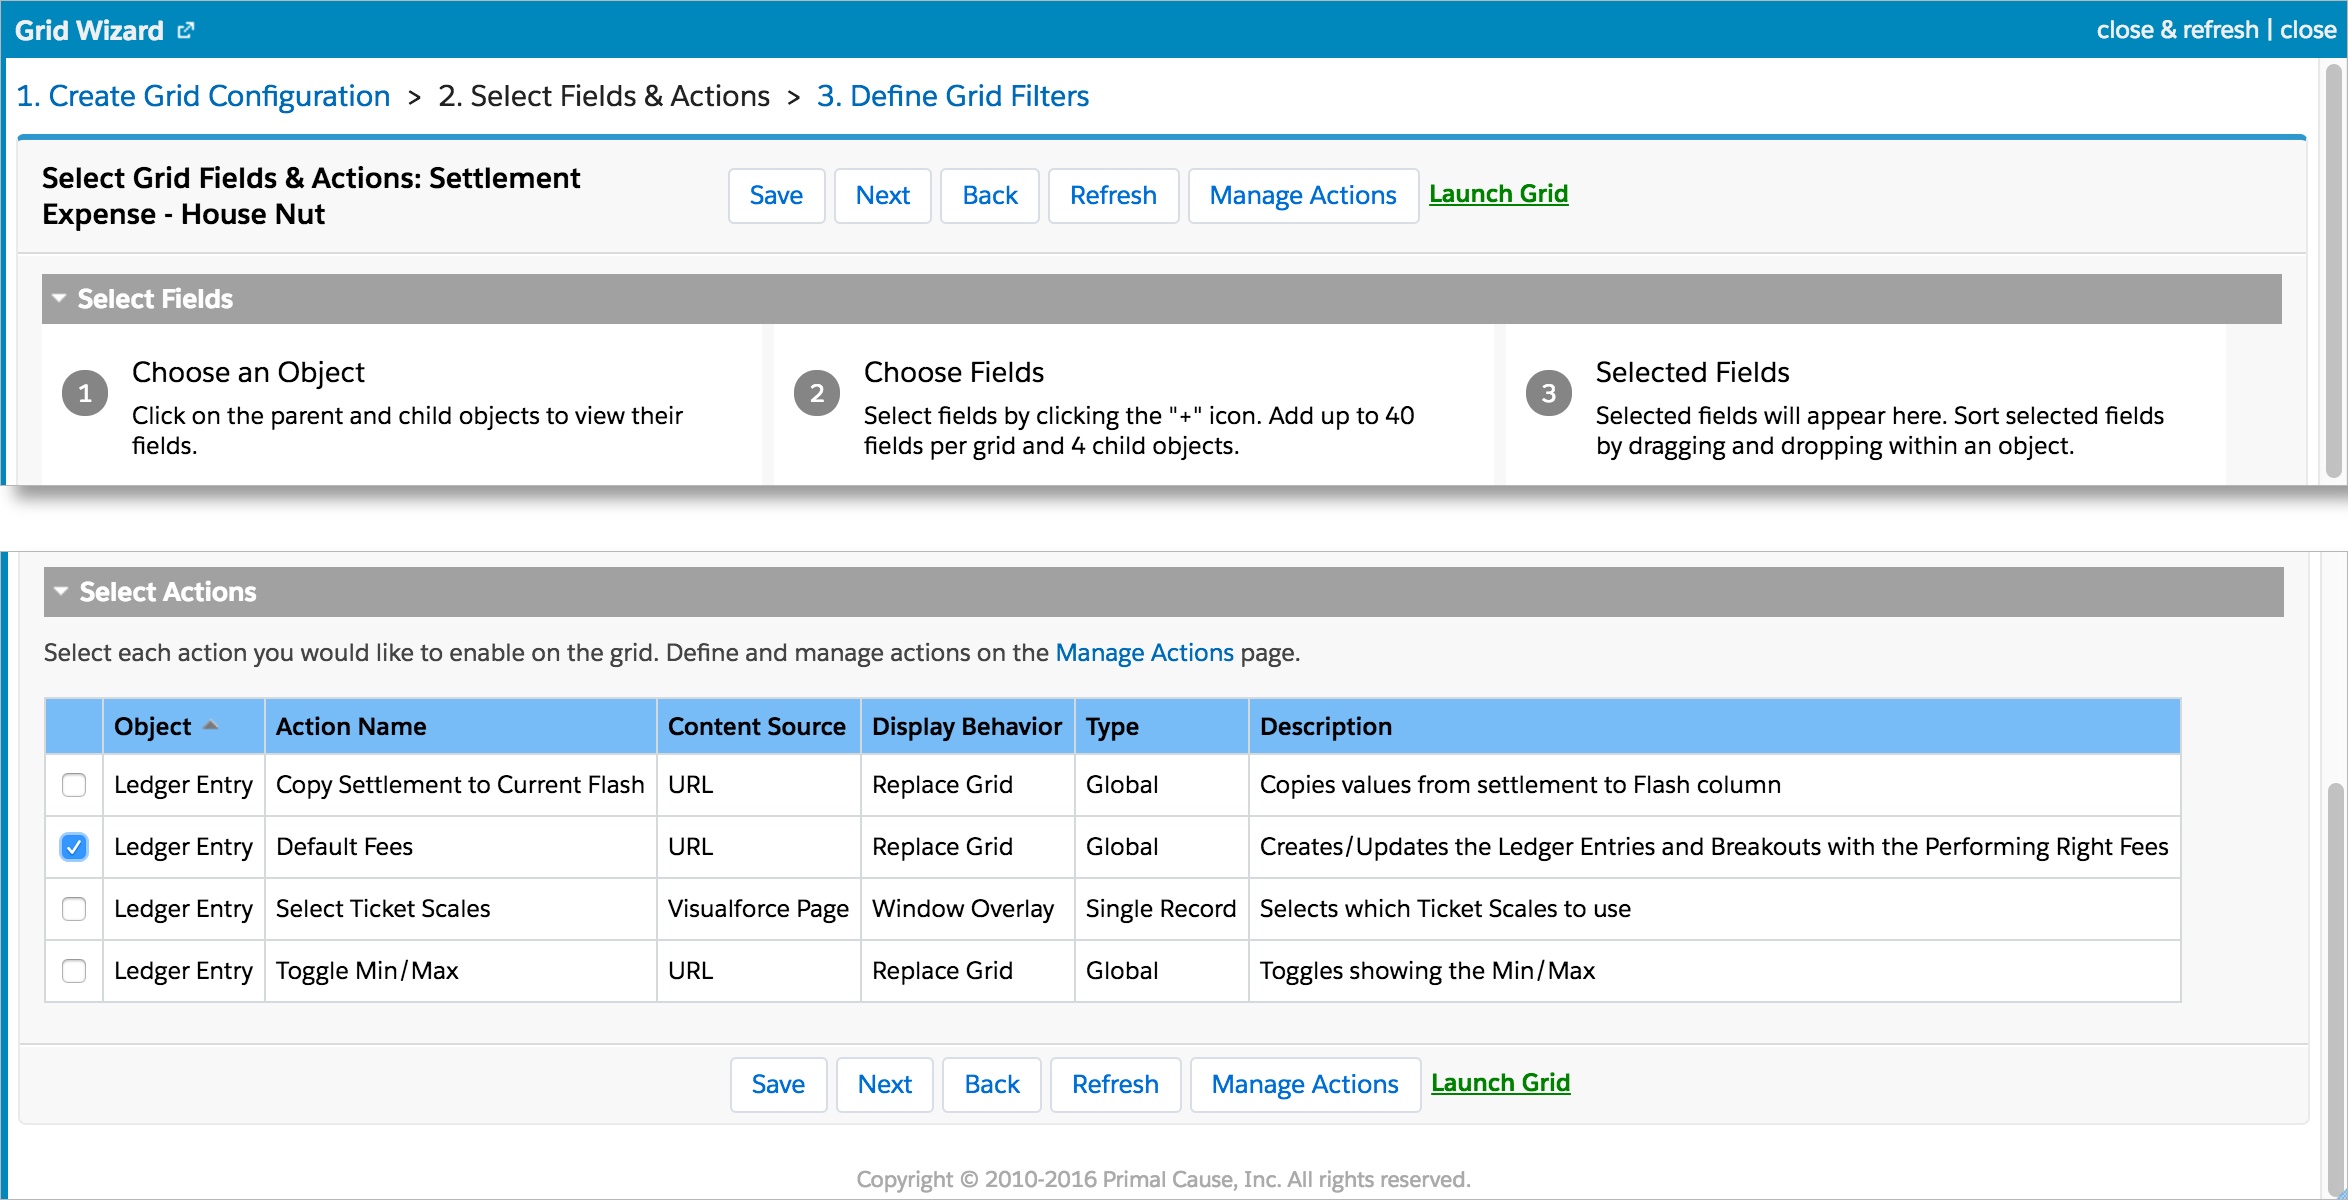 Grid Wizard
close & refresh | close
1. Create Grid Configuration > 2. Select Fields & Actions > 3. Define Grid Filters
Select Grid Fields & Actions: Settlement
Expense - House Nut
Save Next Back Refresh Manage Actions Launch Grid
Select Fields
1 Choose an Object
Click on the parent and child objects to view their
fields.
2 Choose Fields
Select fields by clicking the "+" icon. Add up to 40
fields per grid and 4 child objects.
3 Selected Fields
Selected fields will appear here. Sort selected fields
by dragging and dropping within an object.
Select Actions
Select each action you would like to enable on the grid. Define and manage actions on the Manage Actions page.
Object Action Name Content Source Display Behavior Type Description
Ledger Entry Copy Settlement to Current Flash URL Replace Grid Global Copies values from settlement to Flash column
Ledger Entry Default Fees URL Replace Grid Global Creates/Updates the Ledger Entries and Breakouts with the Performing Right Fees
Ledger Entry Select Ticket Scales Visualforce Page Window Overlay Single Record Selects which Ticket Scales to use
Ledger Entry Toggle Min/Max URL Replace Grid Global Toggles showing the Min/Max
Save Next Back Refresh Manage Actions Launch Grid
Copyright © 2010-2016 Primal Cause, Inc. All rights reserved.